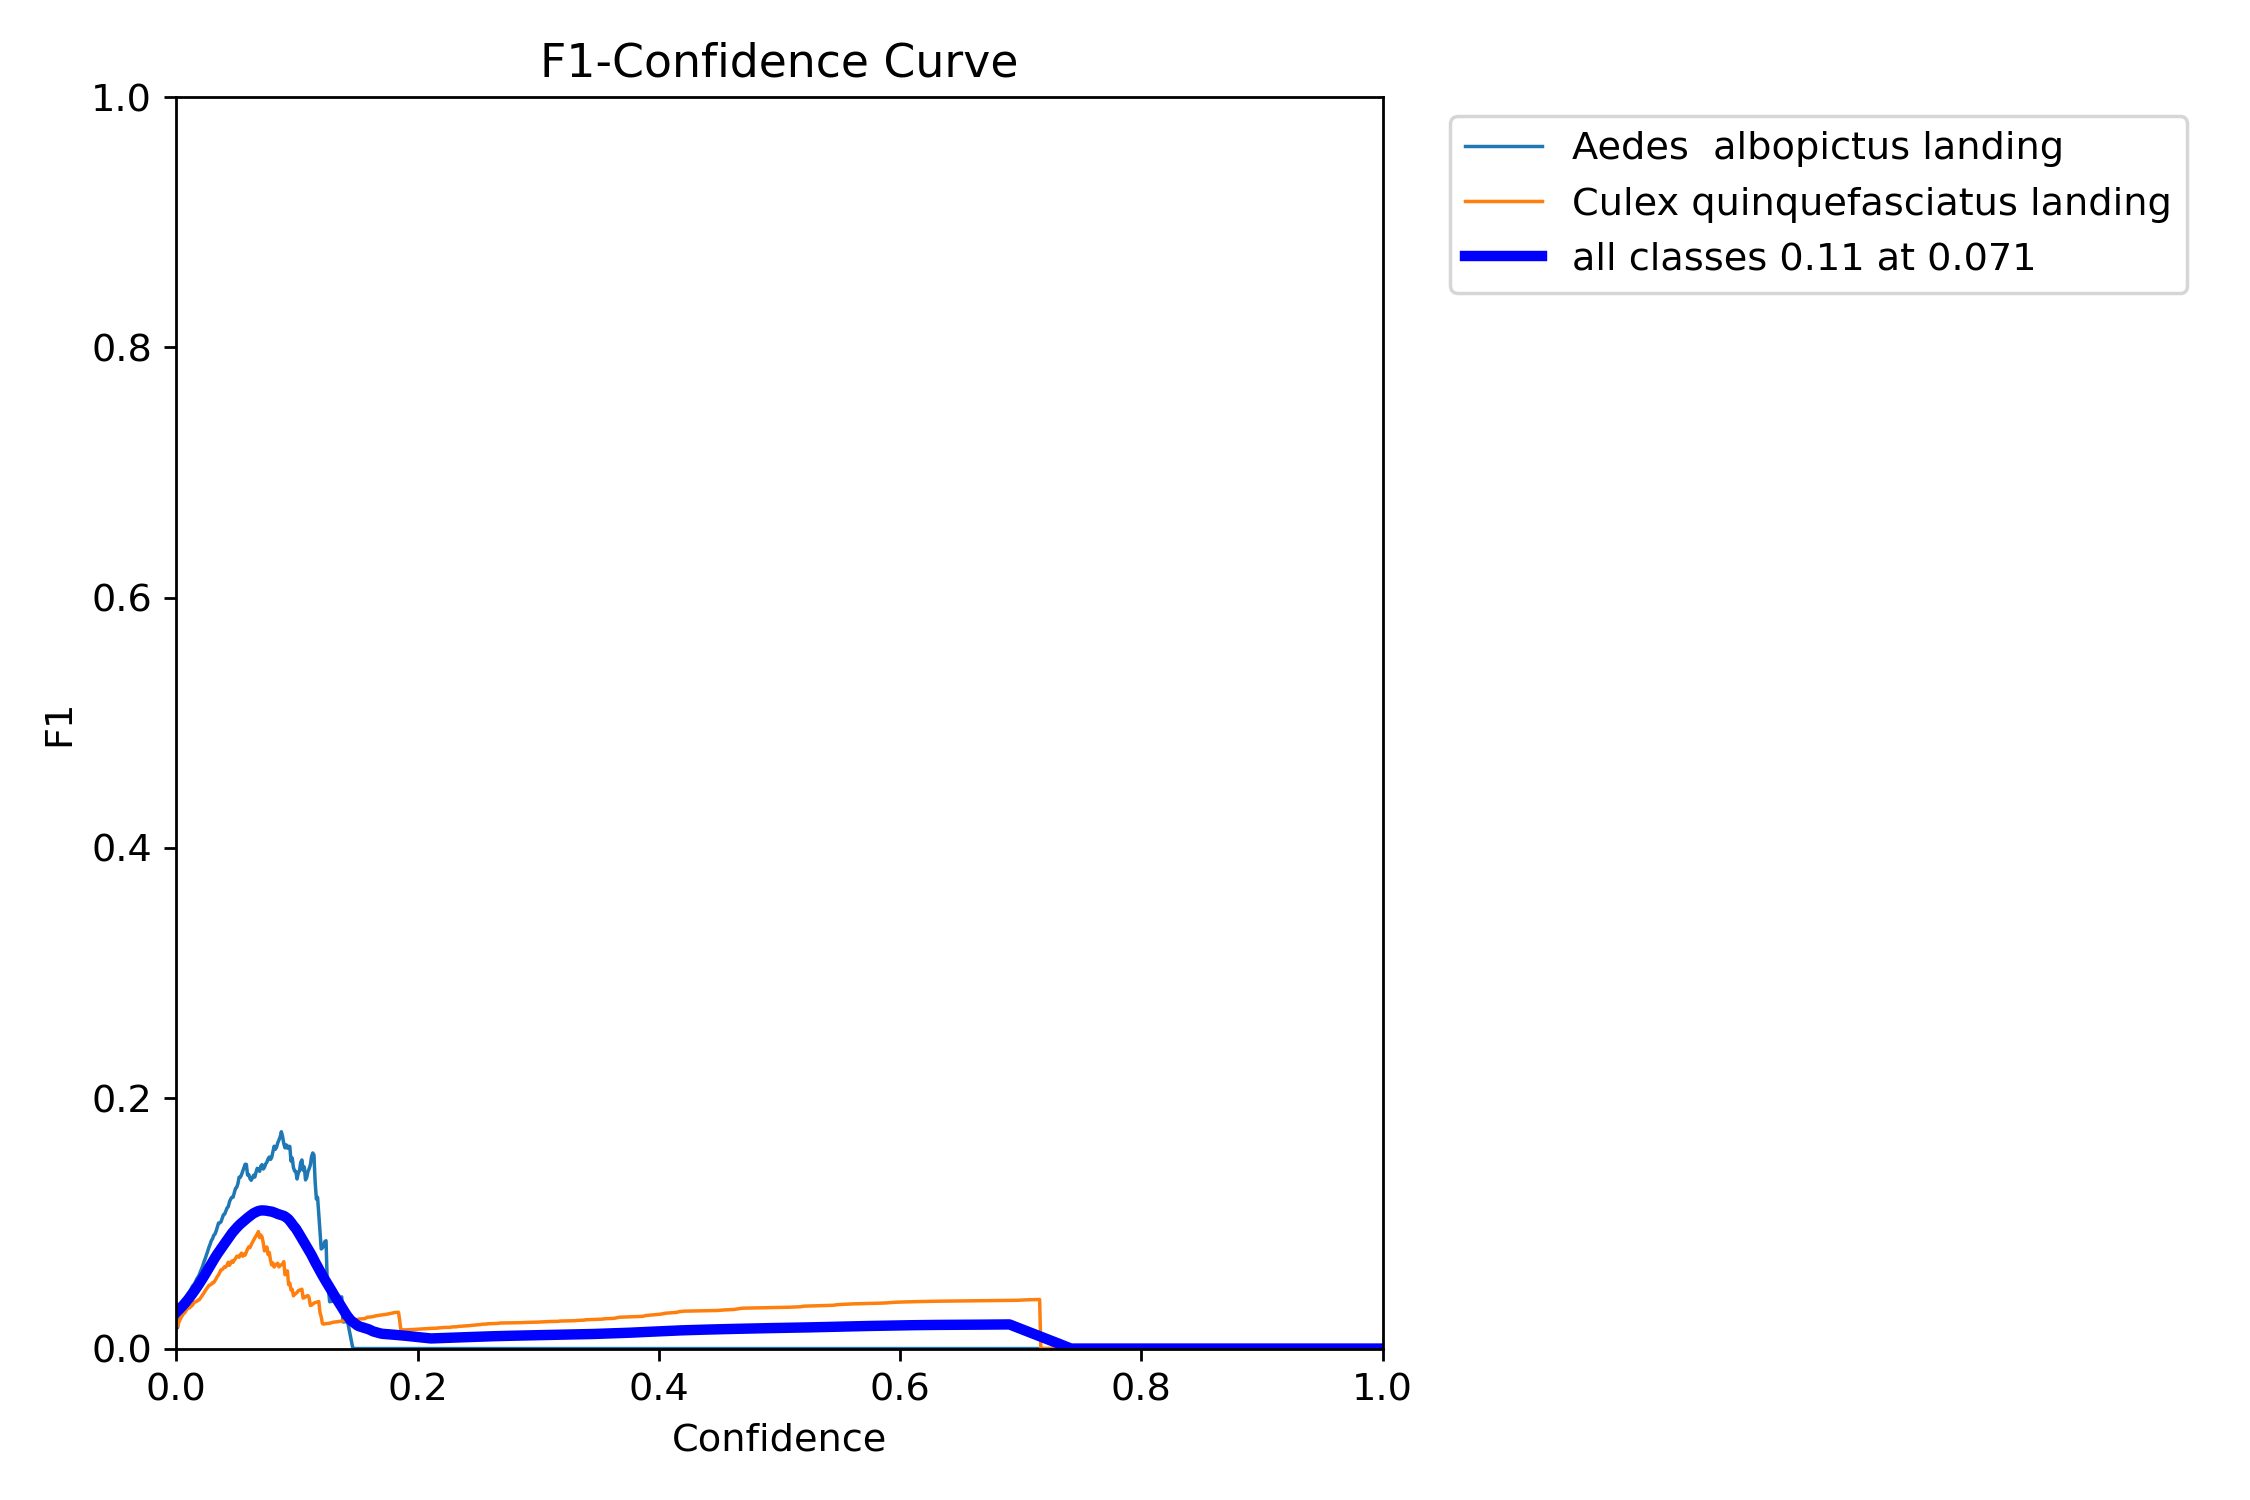 F1-Confidence Curve
1.0
0.8
0.6
0.4
0.2
0.0
F1
0.0 0.2 0.4 0.6 0.8 1.0
Confidence
Aedes  albopictus landing
Culex quinquefasciatus landing
all classes 0.11 at 0.071